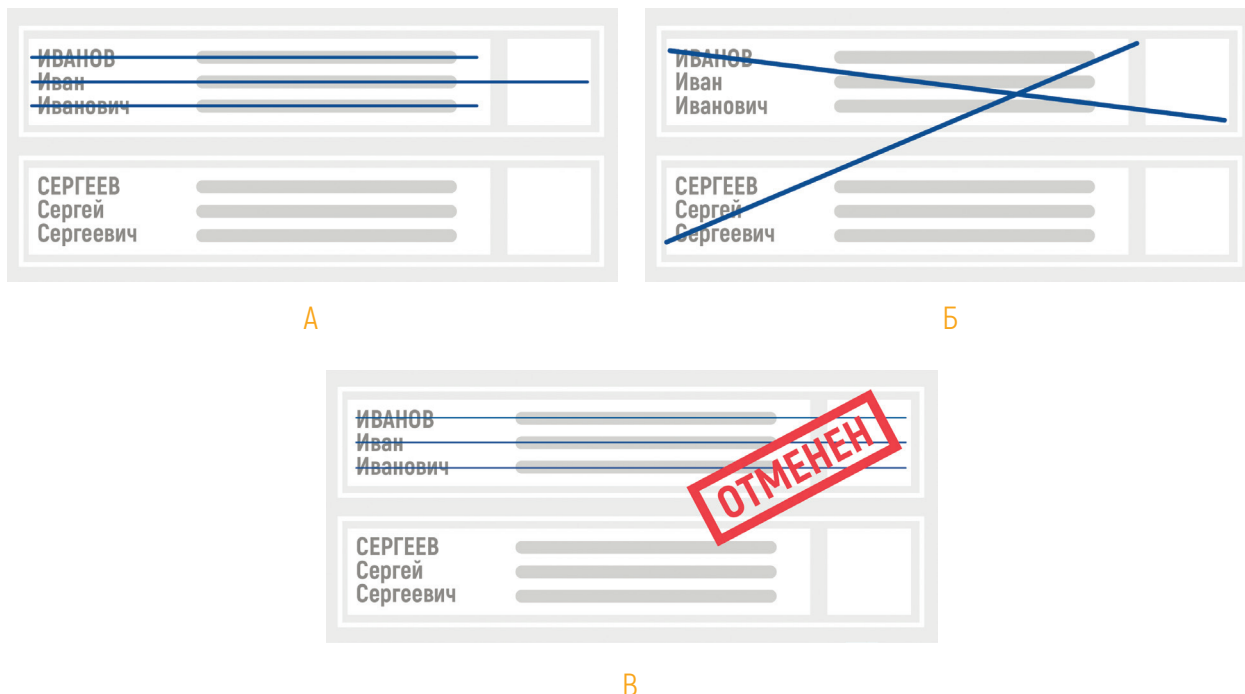 ИВАНОВ
Иван
Иванович
СЕРГЕЕВ
Сергей
Сергеевич
А
ИВАНОВ
Иван
Иванович
СЕРГЕЕВ
Сергей
Сергеевич
Б
ИВАНОВ
Иван
Иванович
ОТМЕНЕН
СЕРГЕЕВ
Сергей
Сергеевич
В